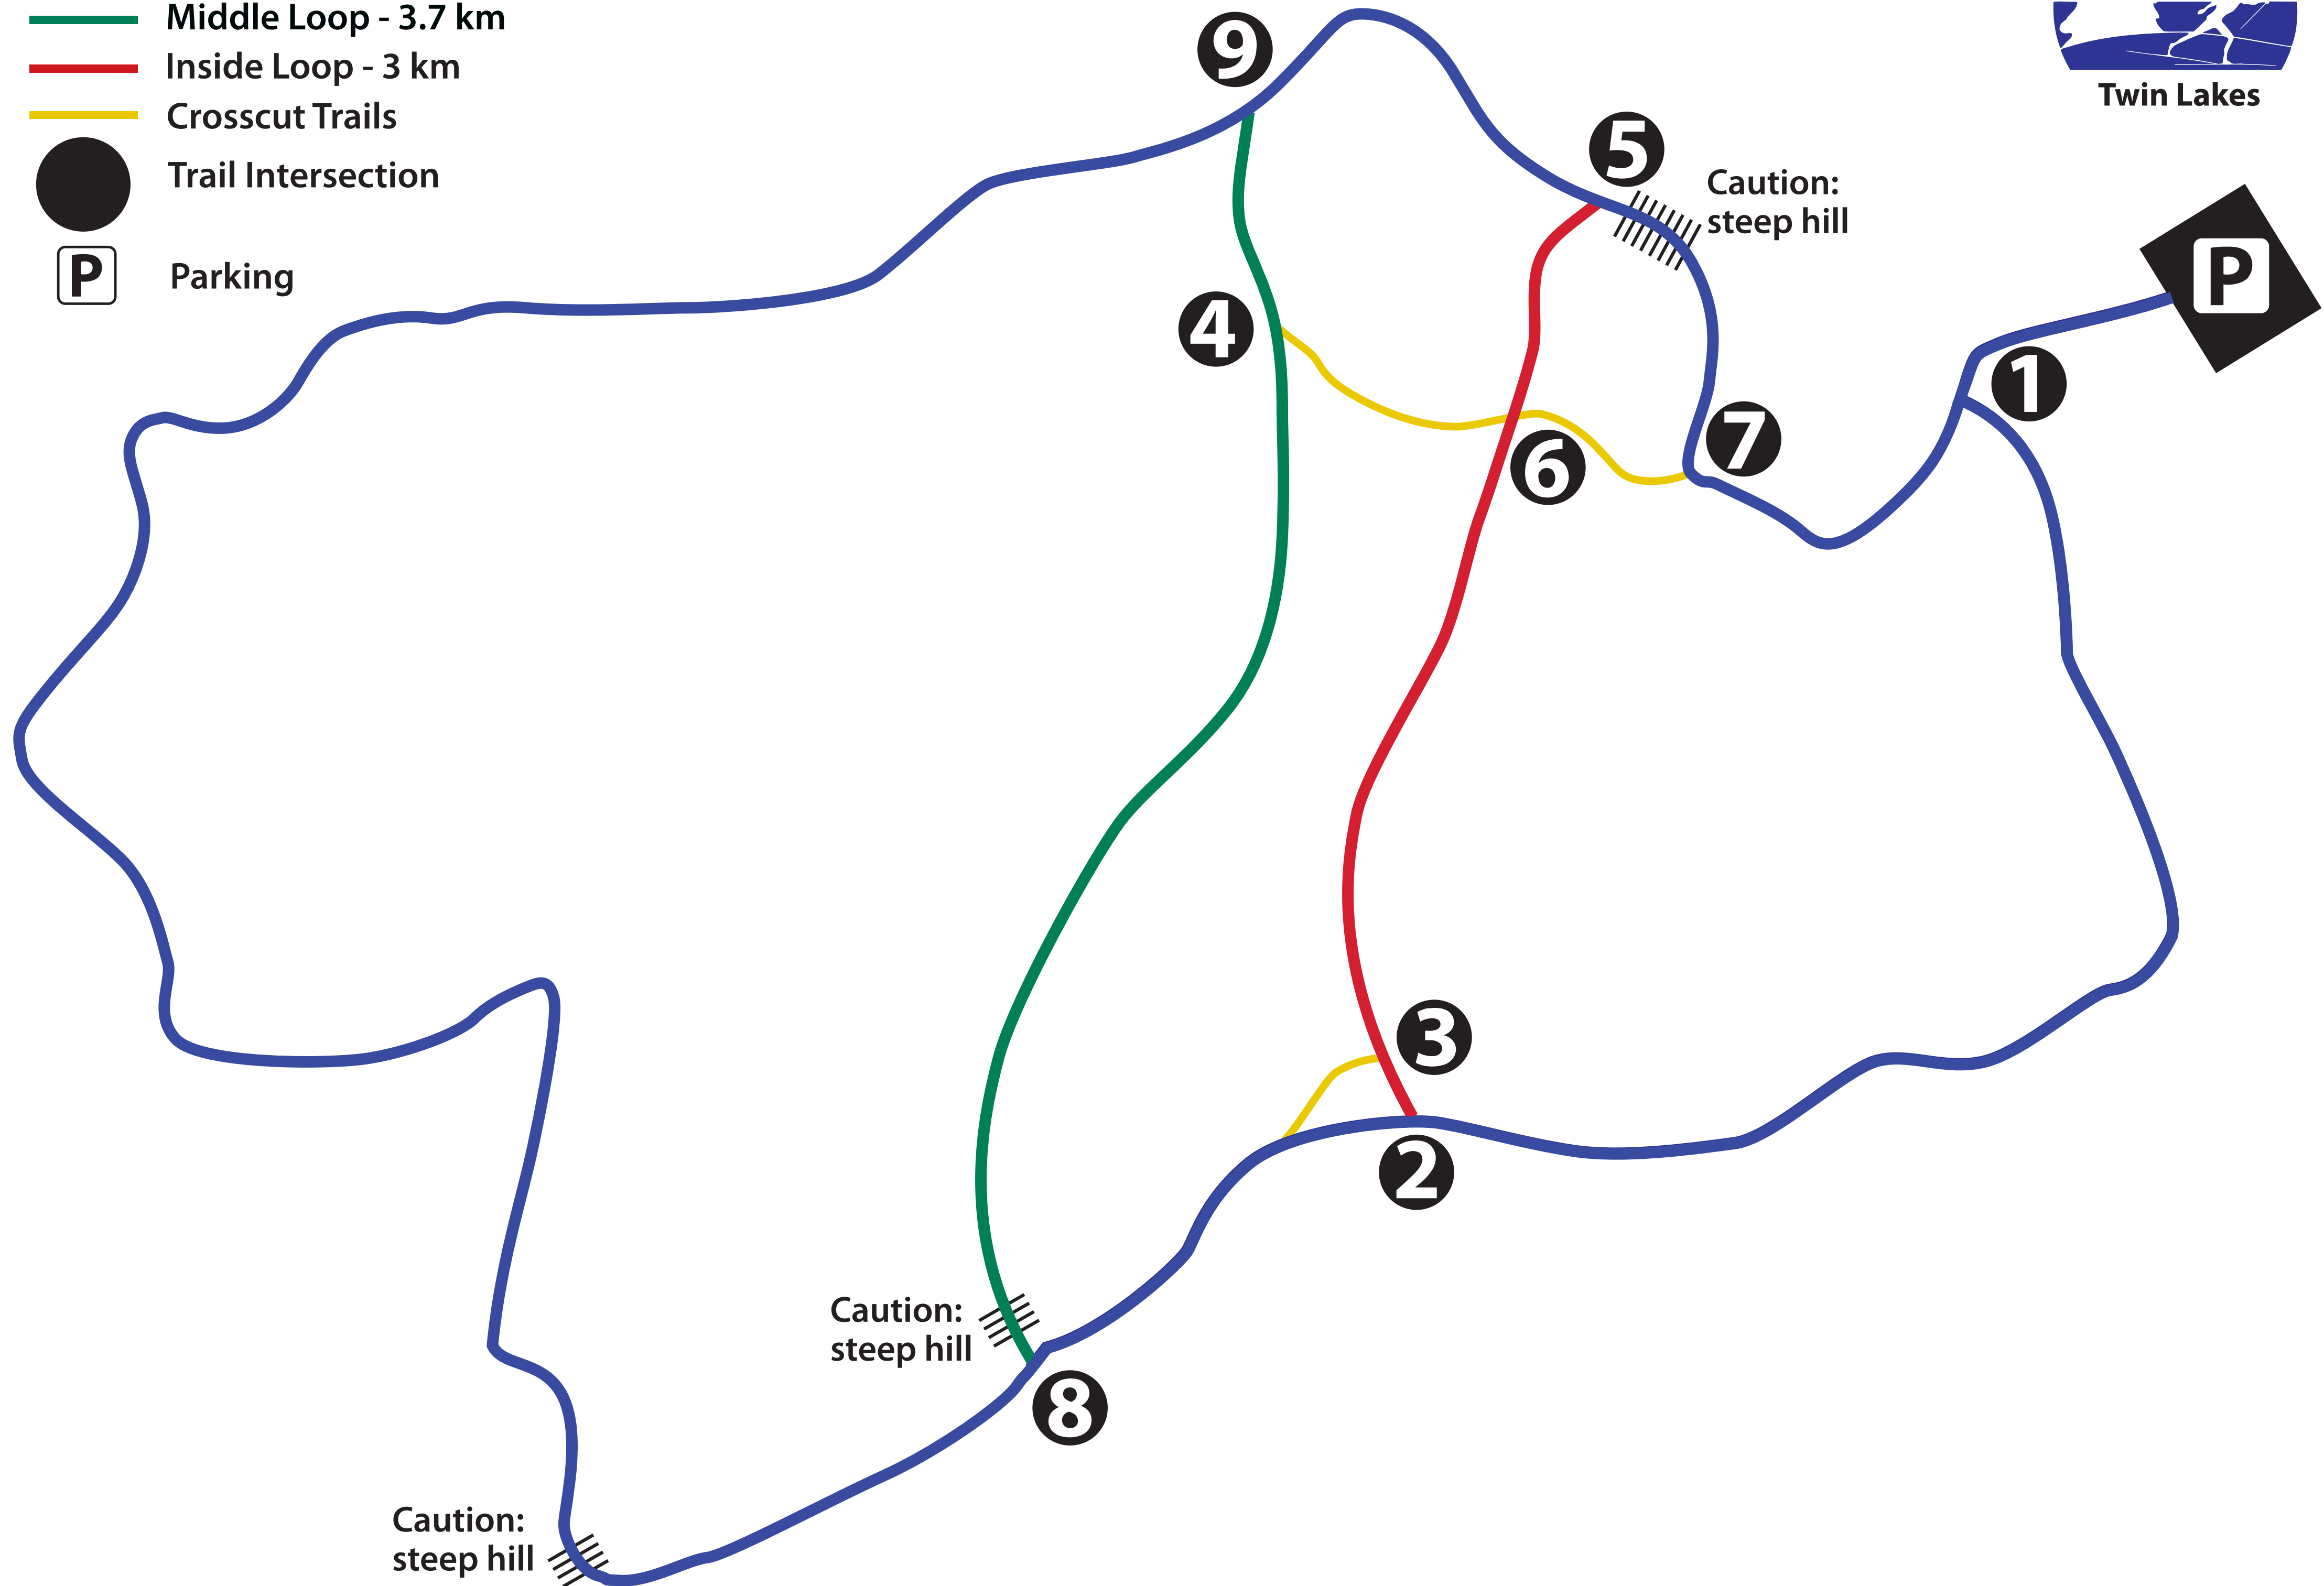 Middle Loop - 3.7 km
Inside Loop - 3 km
Crosscut Trails
Trail Intersection
P
Parking
Twin Lakes
9
5
Caution:
steep hill
P
1
4
7
6
3
2
Caution:
steep hill
8
Caution:
steep hill